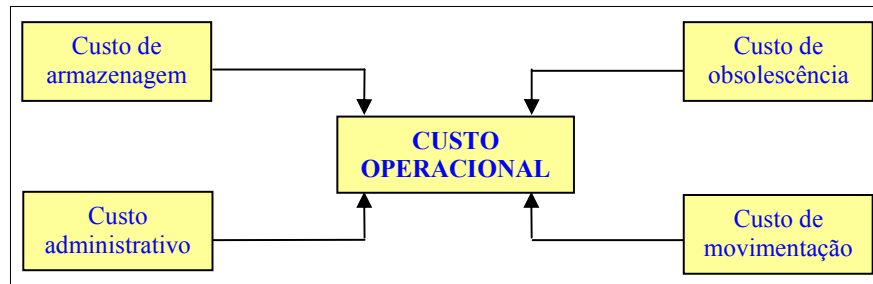 Custo de
armazenagem
Custo de
obsolescência
CUSTO
OPERACIONAL
Custo
administrativo
Custo de
movimentação